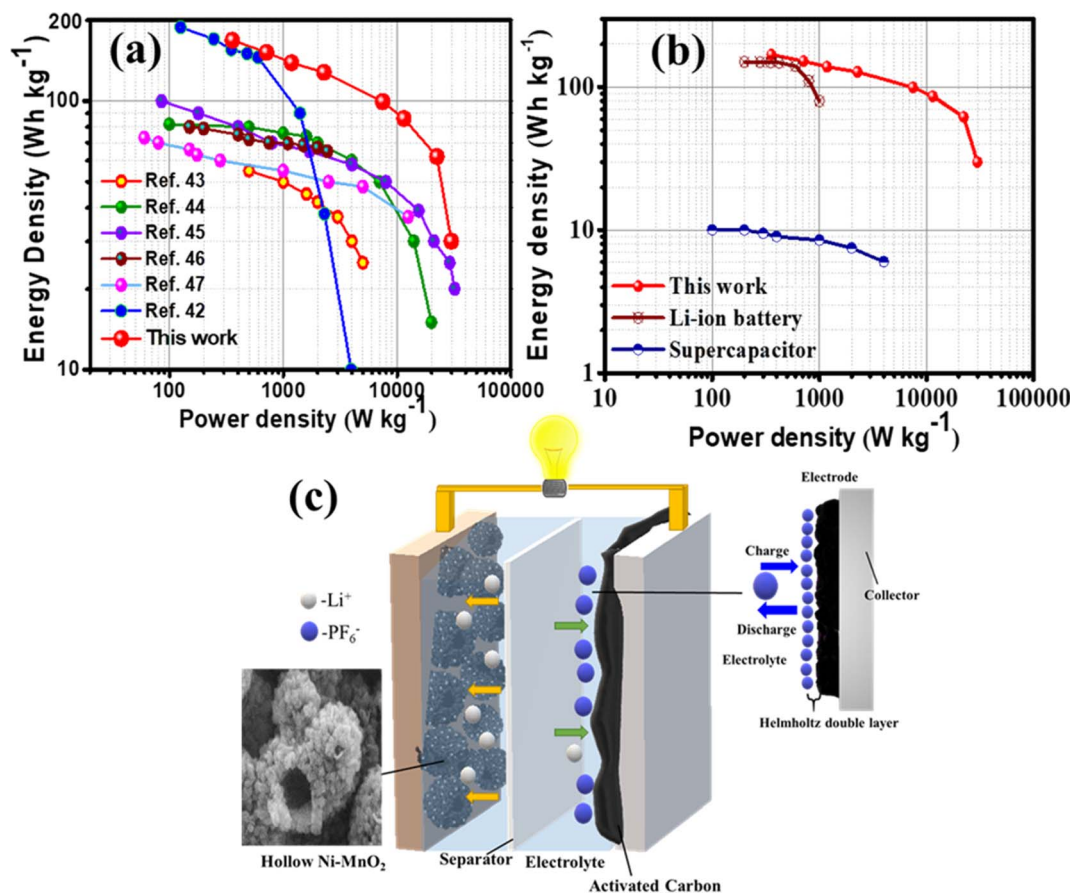 (a)
Energy Density (Wh kg⁻¹)
200
100
10
Ref. 43
Ref. 44
Ref. 45
Ref. 46
Ref. 47
Ref. 42
This work
100
1000
10000
100000
Power density (W kg⁻¹)
(b)
Energy density (Wh kg⁻¹)
100
10
1
This work
Li-ion battery
Supercapacitor
10
100
1000
10000
100000
Power density (W kg⁻¹)
(c)
-Li⁺
-PF₆⁻
Hollow Ni-MnO₂
Separator
Electrolyte
Activated Carbon
Electrode
Charge
Collector
Discharge
Electrolyte
Helmholtz double layer